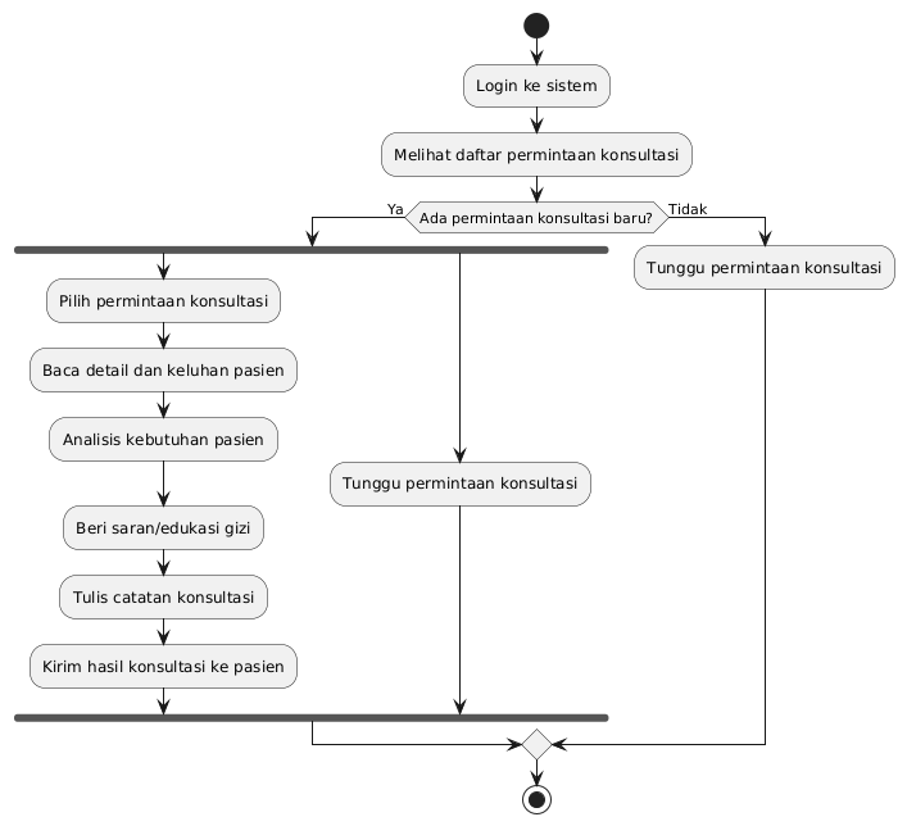 Login ke sistem
Melihat daftar permintaan konsultasi
Ya
Ada permintaan konsultasi baru?
Tidak
Tunggu permintaan konsultasi
Pilih permintaan konsultasi
Baca detail dan keluhan pasien
Analisis kebutuhan pasien
Tunggu permintaan konsultasi
Beri saran/edukasi gizi
Tulis catatan konsultasi
Kirim hasil konsultasi ke pasien